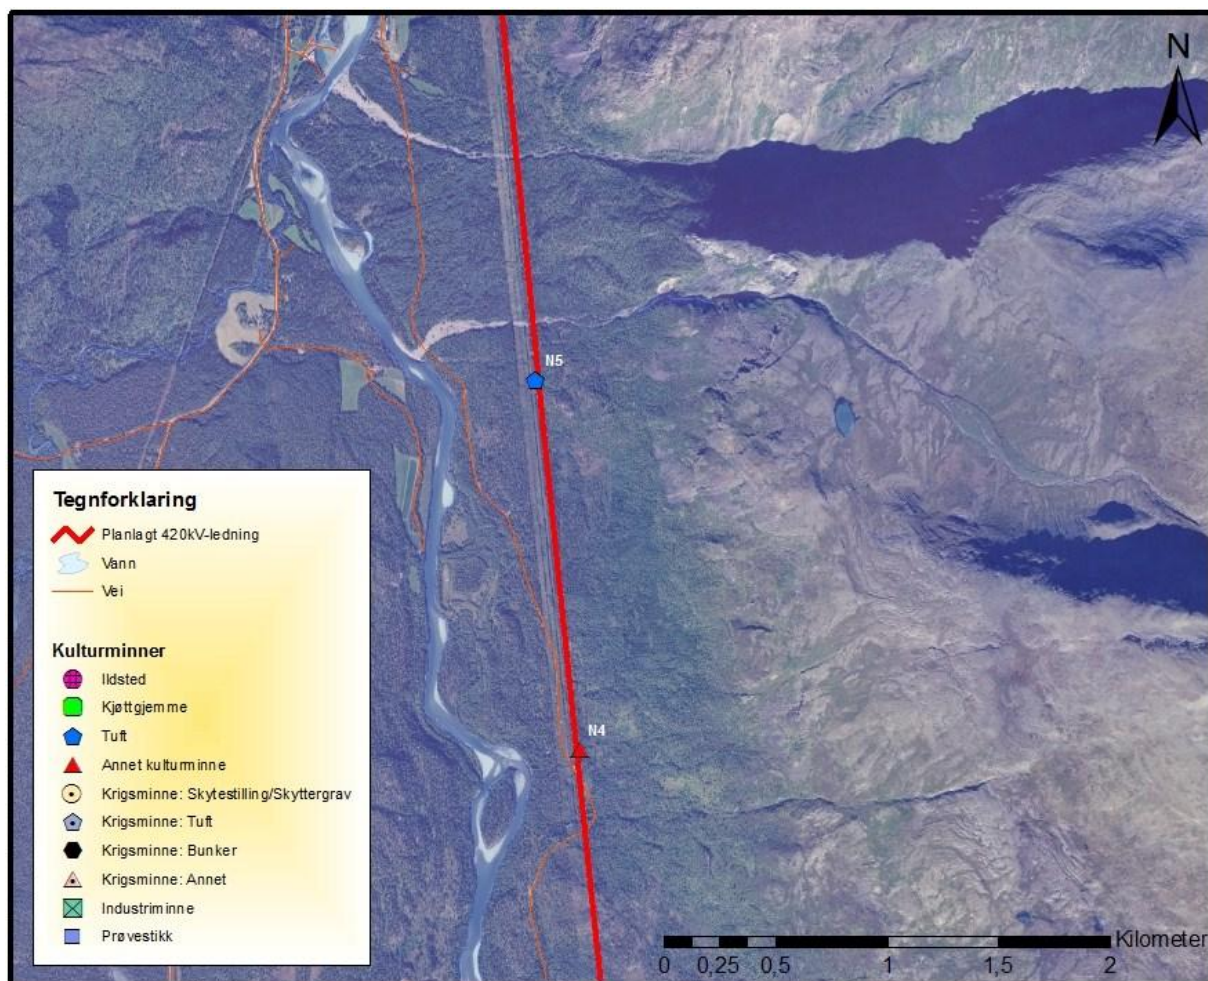 N
N5
N4
Tegnforklaring
Planlagt 420kV-ledning
Vann
Vei
Kulturminner
Ildsted
Kjøttgjemme
Tuft
Annet kulturminne
Krigsminne: Skytestilling/Skyttergrav
Krigsminne: Tuft
Krigsminne: Bunker
Krigsminne: Annet
Industriminne
Prøvestikk
Kilometer
0 0,25 0,5 1 1,5 2